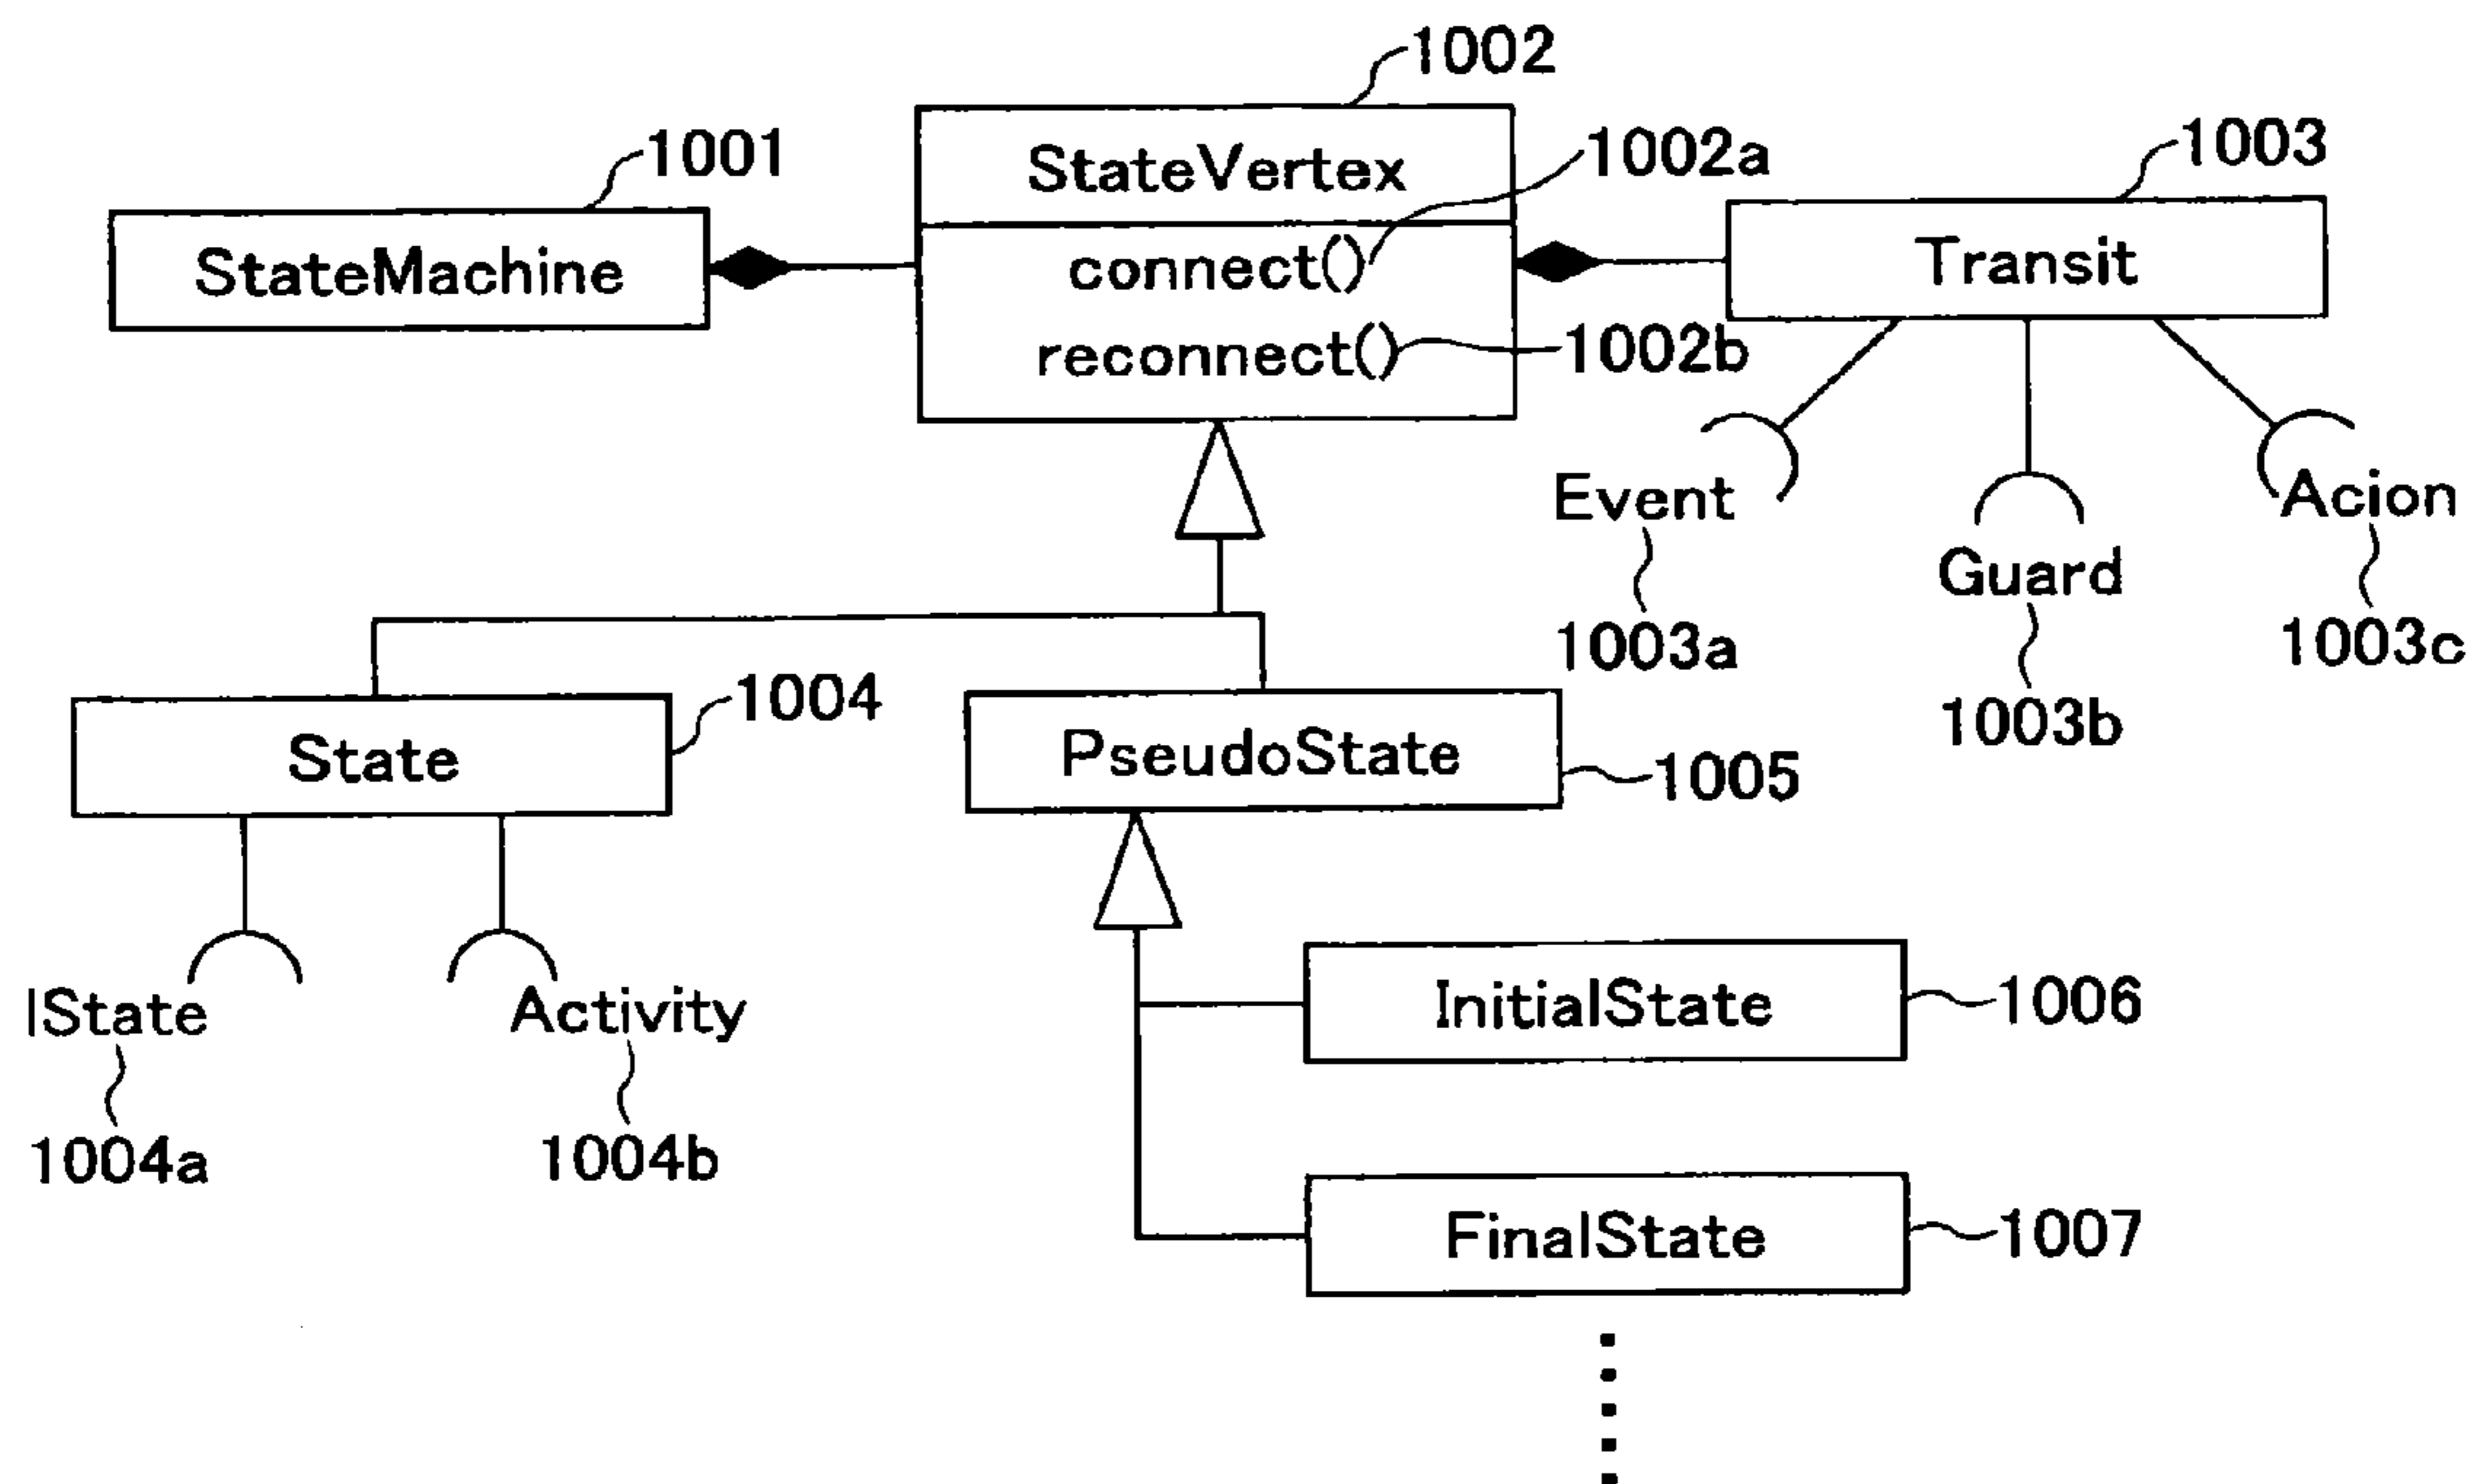 1002
1001
StateVertex
1002a
1003
StateMachine
connect()
Transit
reconnect()
1002b
Event
Guard
Acion
1003a
1003b
1003c
State
1004
PseudoState
1005
IState
Activity
1004a
1004b
InitialState
1006
FinalState
1007